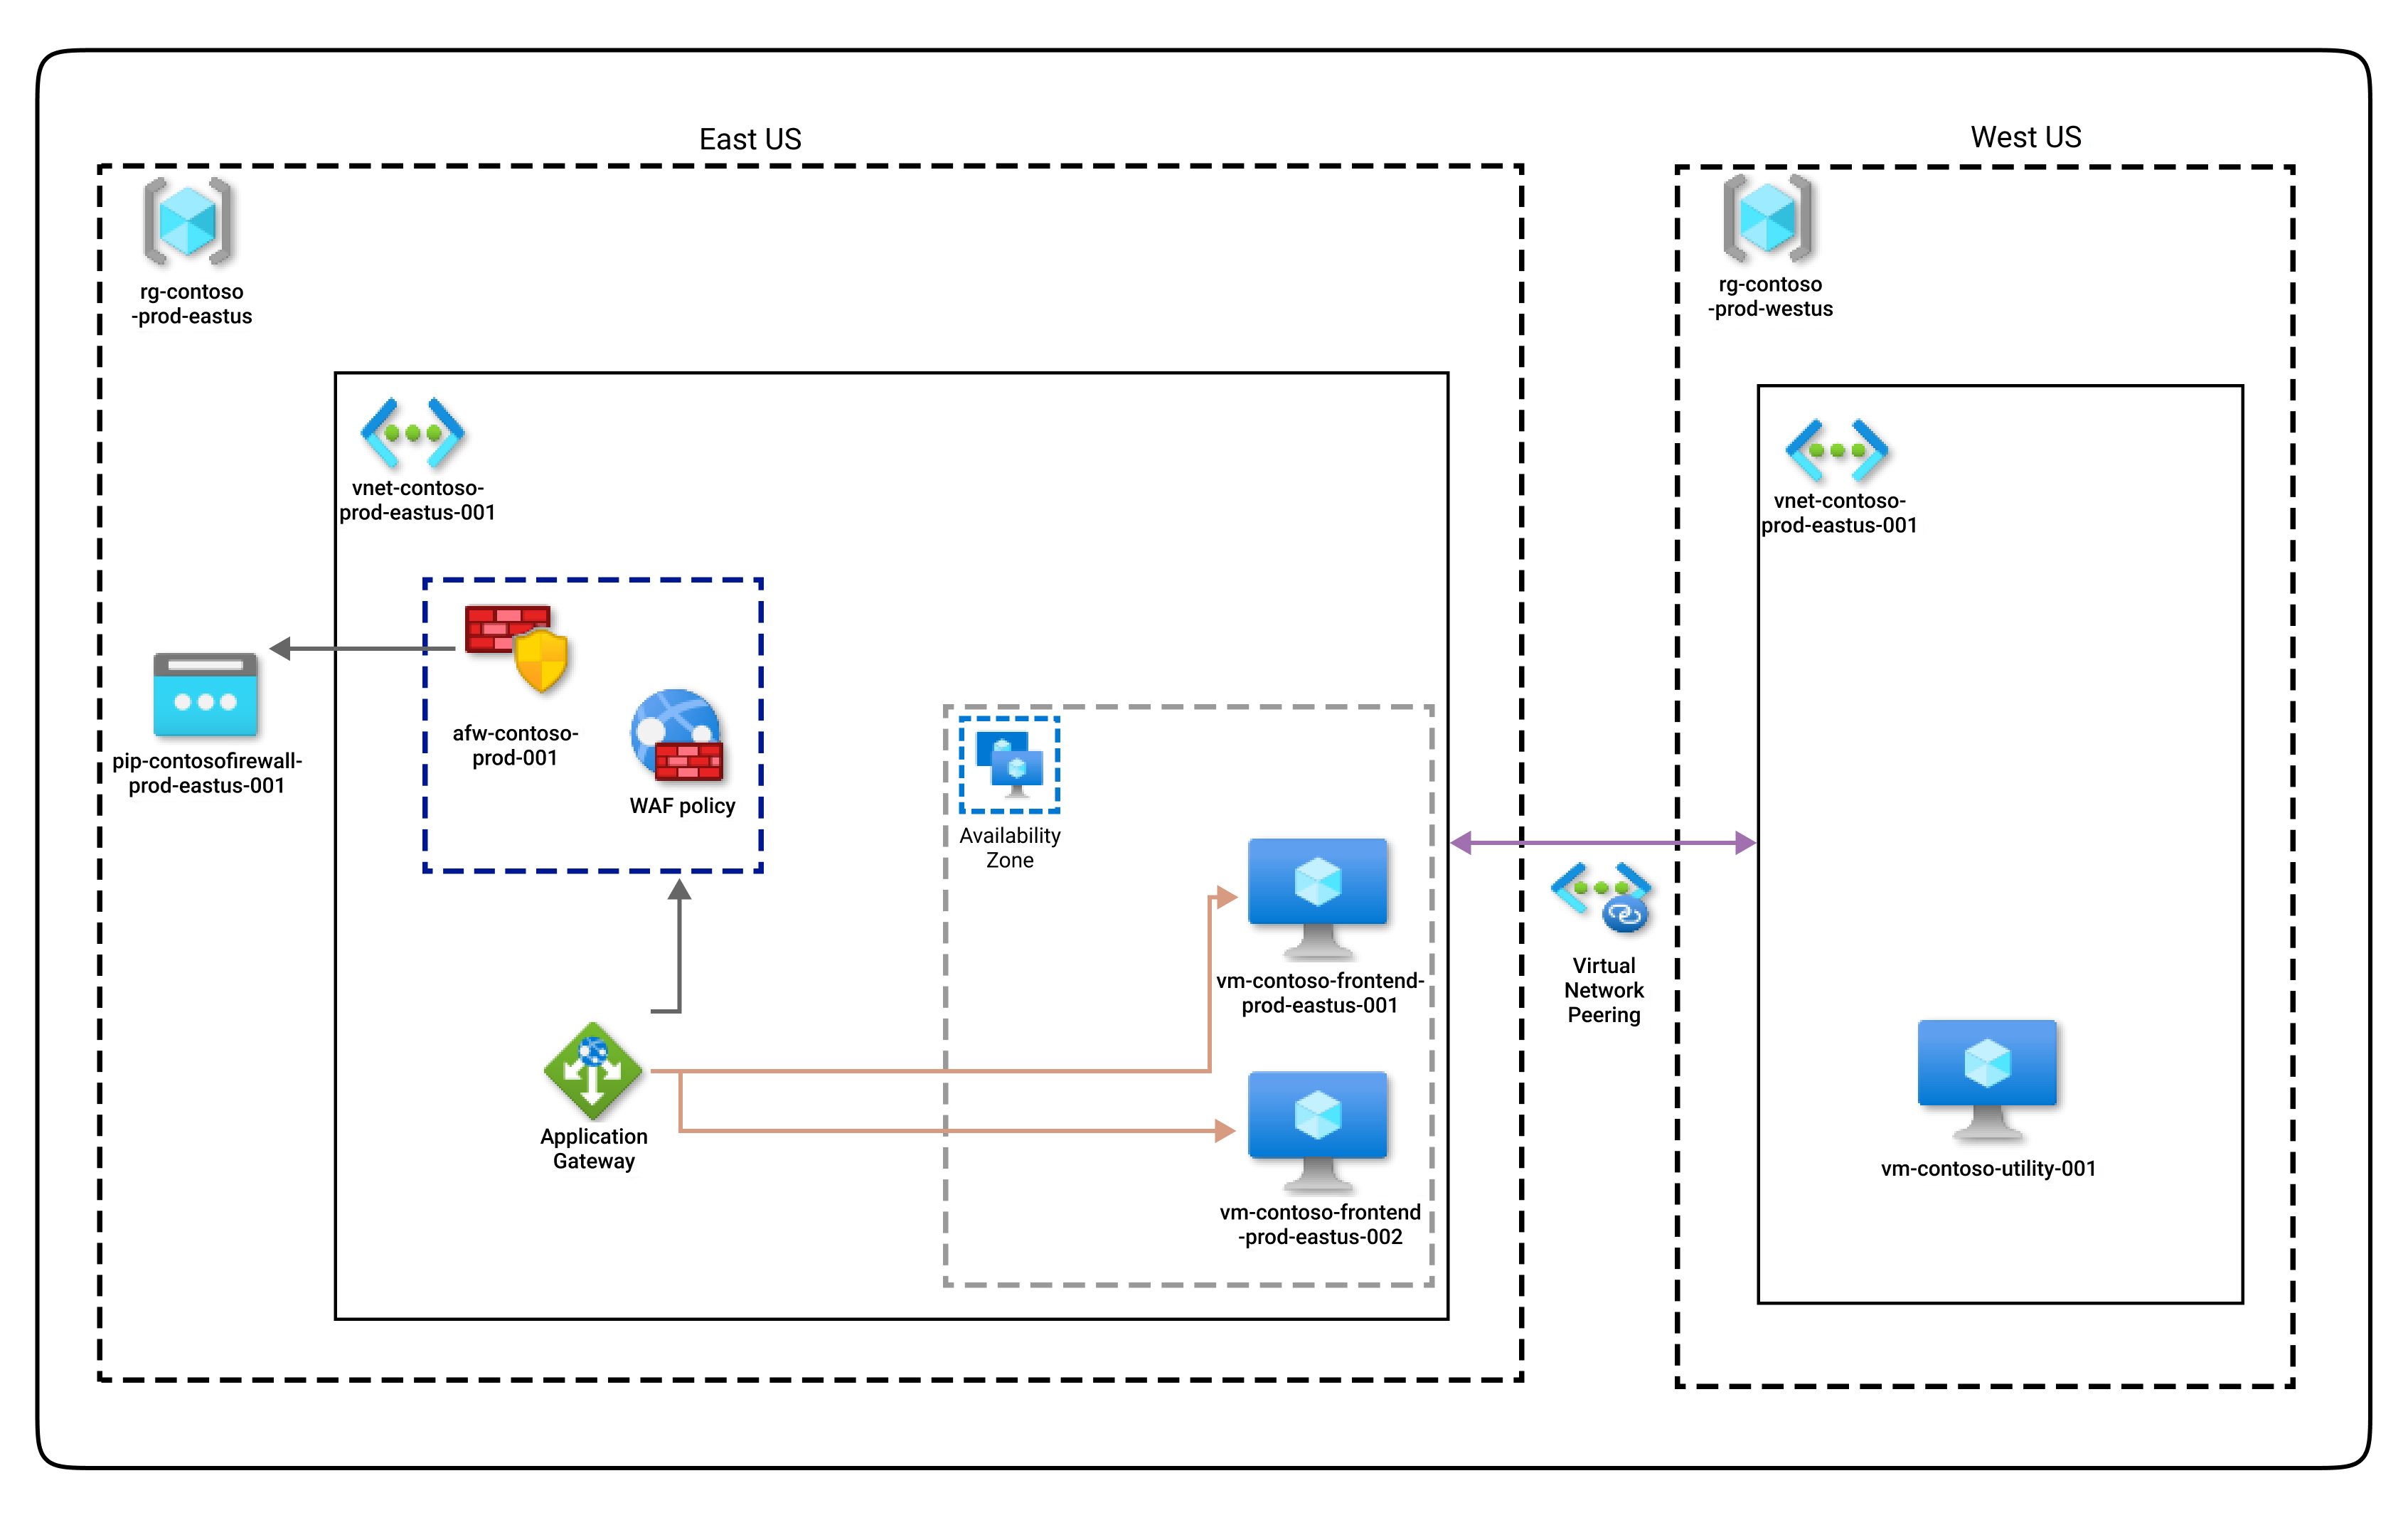 East US
West US
rg-contoso
-prod-eastus
rg-contoso
-prod-westus
vnet-contoso-
prod-eastus-001
vnet-contoso-
prod-eastus-001
pip-contosofirewall-
prod-eastus-001
afw-contoso-
prod-001
WAF policy
Availability
Zone
vm-contoso-frontend-
prod-eastus-001
Virtual
Network
Peering
Application
Gateway
vm-contoso-frontend
-prod-eastus-002
vm-contoso-utility-001